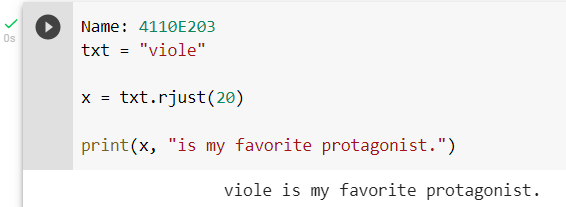 0s
Name: 4110E203
txt = "viole"
x = txt.rjust(20)
print(x, "is my favorite protagonist.")
viole is my favorite protagonist.